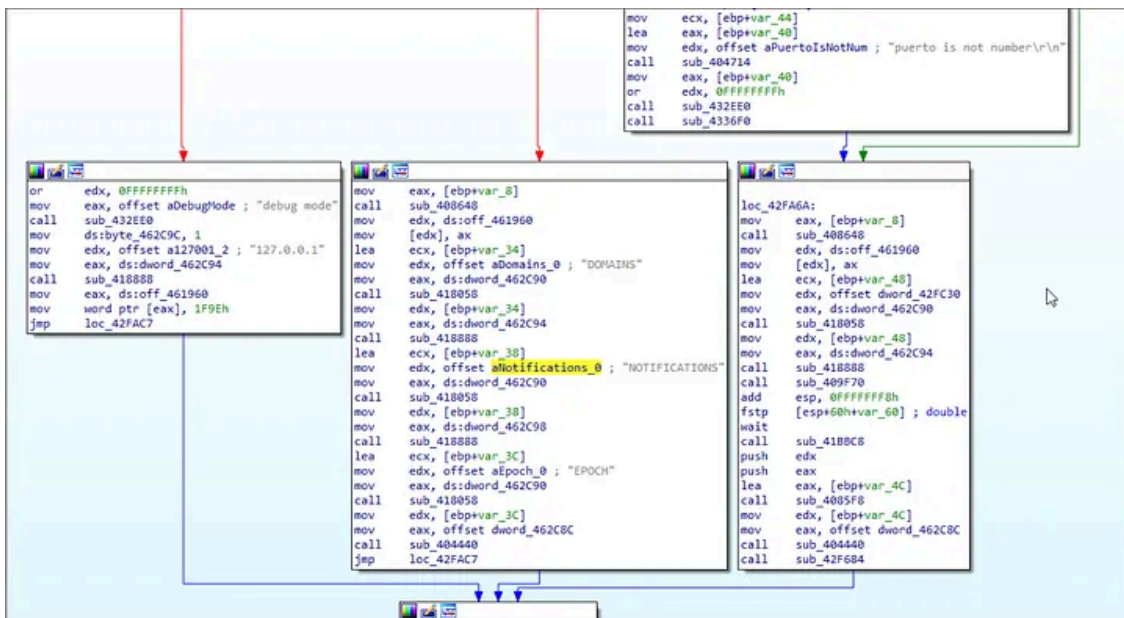 mov ecx, [ebp+var_44]
lea eax, [ebp+var_40]
mov edx, offset aPuertoIsNotNum ; "puerto is not number\r\n"
call sub_404714
mov eax, [ebp+var_40]
or edx, 0FFFFFFFFh
call sub_432EE0
call sub_4336F0
or edx, 0FFFFFFFFh
mov eax, offset aDebugMode ; "debug mode"
call sub_432EE0
mov ds:byte_462C9C, 1
mov edx, offset a127001_2 ; "127.0.0.1"
mov eax, ds:dword_462C94
call sub_418888
mov eax, ds:off_461960
mov word ptr [eax], 1F9Eh
jmp loc_42FAC7
mov eax, [ebp+var_8]
call sub_408648
mov edx, ds:off_461960
mov [edx], ax
lea ecx, [ebp+var_34]
mov edx, offset aDomains_0 ; "DOMAINS"
mov eax, ds:dword_462C90
call sub_418058
mov edx, [ebp+var_34]
mov eax, ds:dword_462C94
call sub_418888
lea ecx, [ebp+var_38]
mov edx, offset aNotifications_0 ; "NOTIFICATIONS"
mov eax, ds:dword_462C90
call sub_418058
mov edx, [ebp+var_38]
mov eax, ds:dword_462C98
call sub_418888
lea ecx, [ebp+var_3C]
mov edx, offset aEpoch_0 ; "EPOCH"
mov eax, ds:dword_462C90
call sub_418058
mov edx, [ebp+var_3C]
mov eax, offset dword_462C8C
call sub_404440
jmp loc_42FAC7
loc_42FA6A:
mov eax, [ebp+var_8]
call sub_408648
mov edx, ds:off_461960
mov [edx], ax
lea ecx, [ebp+var_48]
mov edx, offset dword_42FC30
mov eax, ds:dword_462C90
call sub_418058
mov edx, [ebp+var_48]
mov eax, ds:dword_462C94
call sub_418888
call sub_409F70
add esp, 0FFFFFFF8h
fstp [esp+60h+var_60] ; double
wait
call sub_41BBC8
push edx
push eax
lea eax, [ebp+var_4C]
call sub_4085F8
mov edx, [ebp+var_4C]
mov eax, offset dword_462C8C
call sub_404440
call sub_42F684